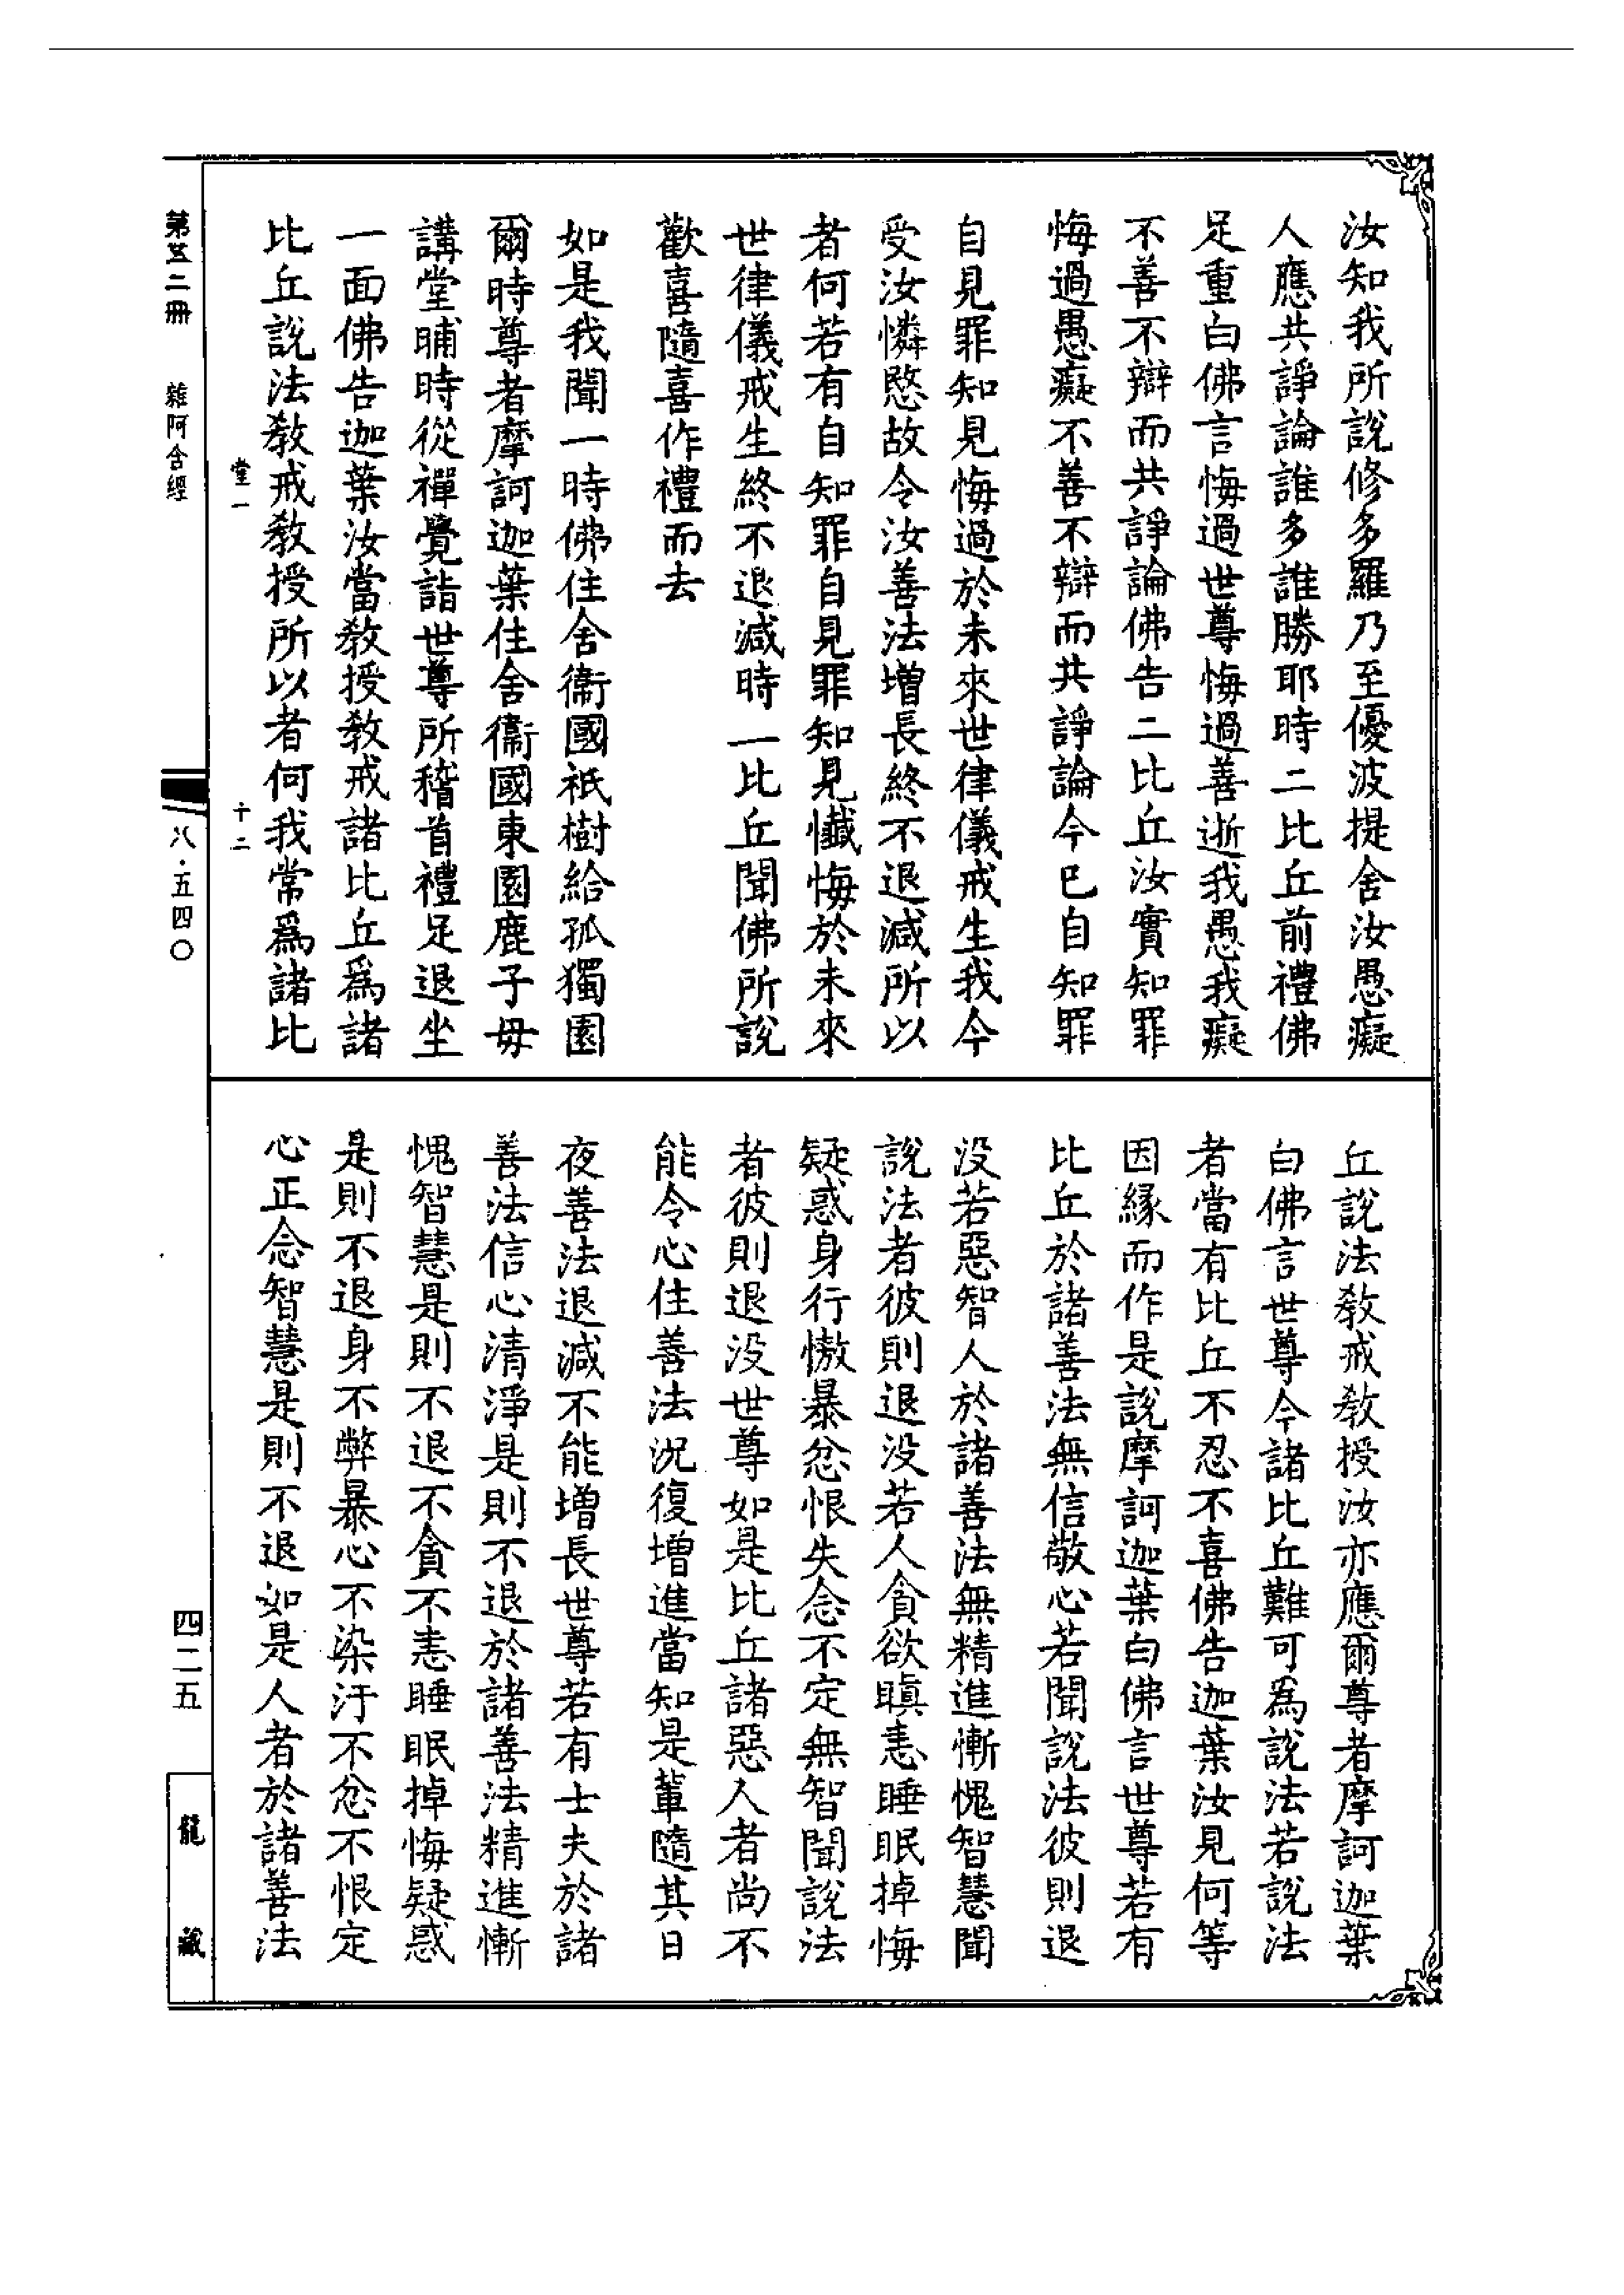 汝知我所說修多羅乃至優波提舍汝愚癡
人應共諍論誰多誰勝耶時二比丘前禮佛
足重白佛言悔過世尊悔過善逝我愚我癡
不善不辯而共諍論佛告二比丘汝實知罪
悔過愚癡不善不辯而共諍論今已自知罪
自見罪知見悔過於未來世律儀戒生我今
受汝憐愍故令汝善法增長終不退減所以
者何若有自知罪自見罪知見懺悔於未來
世律儀戒生終不退減時一比丘聞佛所說
歡喜隨喜作禮而去
如是我聞一時佛住舍衞國祇樹給孤獨園
爾時尊者摩訶迦葉住舍衞國東園鹿子毋
講堂晡時從禪覺詣世尊所稽首禮足退坐
一面佛告迦葉汝當教授教戒諸比丘爲諸
比丘說法教戒教授所以者何我常爲諸比
堂一
十二
丘說法教戒教授汝亦應爾尊者摩訶迦葉
白佛言世尊今諸比丘難可爲說法若說法
者當有比丘不忍不喜佛告迦葉汝見何等
因緣而作是說摩訶迦葉白佛言世尊若有
比丘於諸善法無信敬心若聞說法彼則退
没若惡智人於諸善法無精進慚愧智慧聞
說法者彼則退没若人貪欲瞋恚睡眠掉悔
疑惑身行慠暴忿恨失念不定無智聞說法
者彼則退没世尊如是比丘諸惡人者尚不
能令心住善法況復增進當知是輩隨其日
夜善法退減不能增長世尊若有士夫於諸
善法信心清淨是則不退於諸善法精進慚
愧智慧是則不退不貪不恚睡眠掉悔疑惑
是則不退身不弊暴心不染汙不忿不恨定
心正念智慧是則不退如是人者於諸善法
第五二冊
雜阿含經
八·五四〇
四二五
龍藏